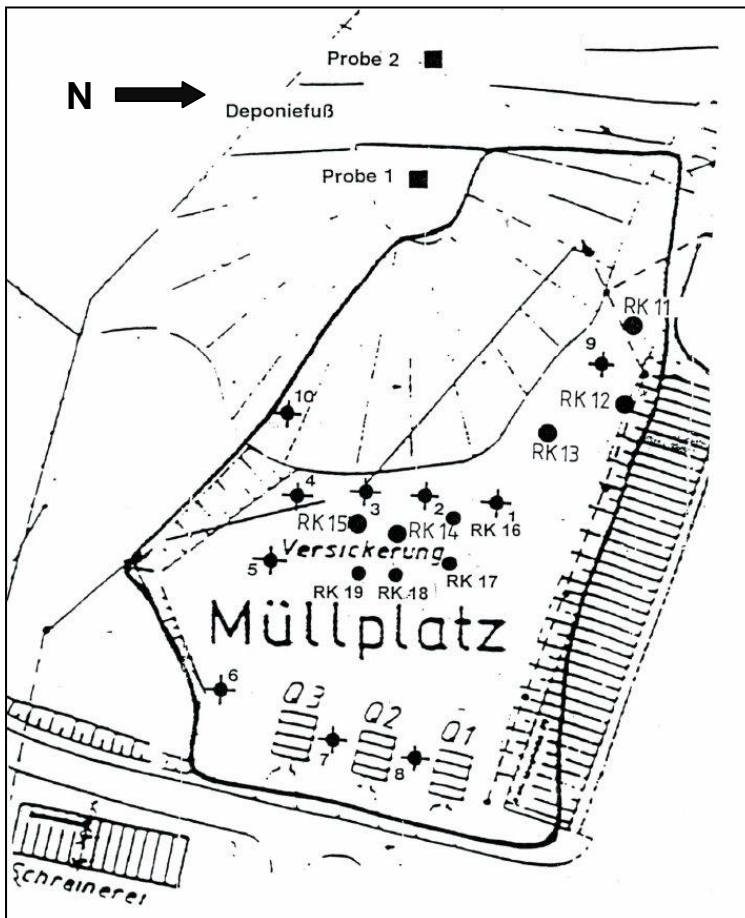 Probe 2
N
Deponiefuß
Probe 1
RK 11
9
RK 12
10
RK 13
4
3
2
1
RK 15
RK 14
RK 16
Versickerung
5
RK 19
RK 18
RK 17
Müllplatz
6
Q3
Q2
Q1
7
8
Schrainerei